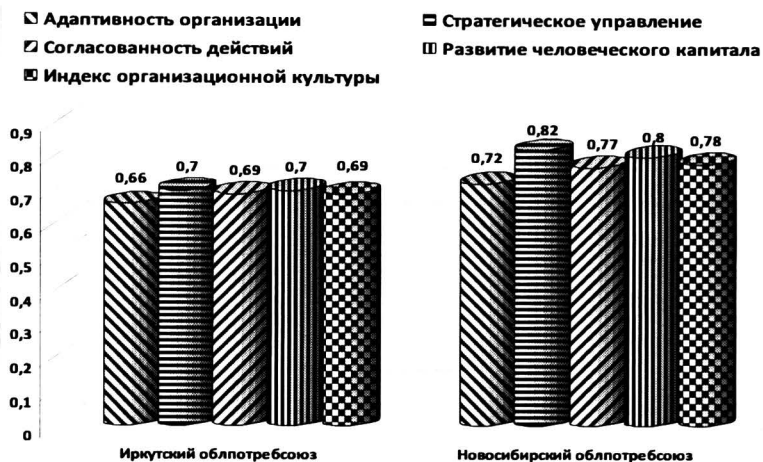 Адаптивность организации
Стратегическое управление
Согласованность действий
Развитие человеческого капитала
Индекс организационной культуры
0,9
0,8
0,7
0,6
0,5
0,4
0,3
0,2
0,1
0
0,66
0,7
0,69
0,7
0,69
0,72
0,82
0,77
0,8
0,78
Иркутский облпотребсоюз
Новосибирский облпотребсоюз